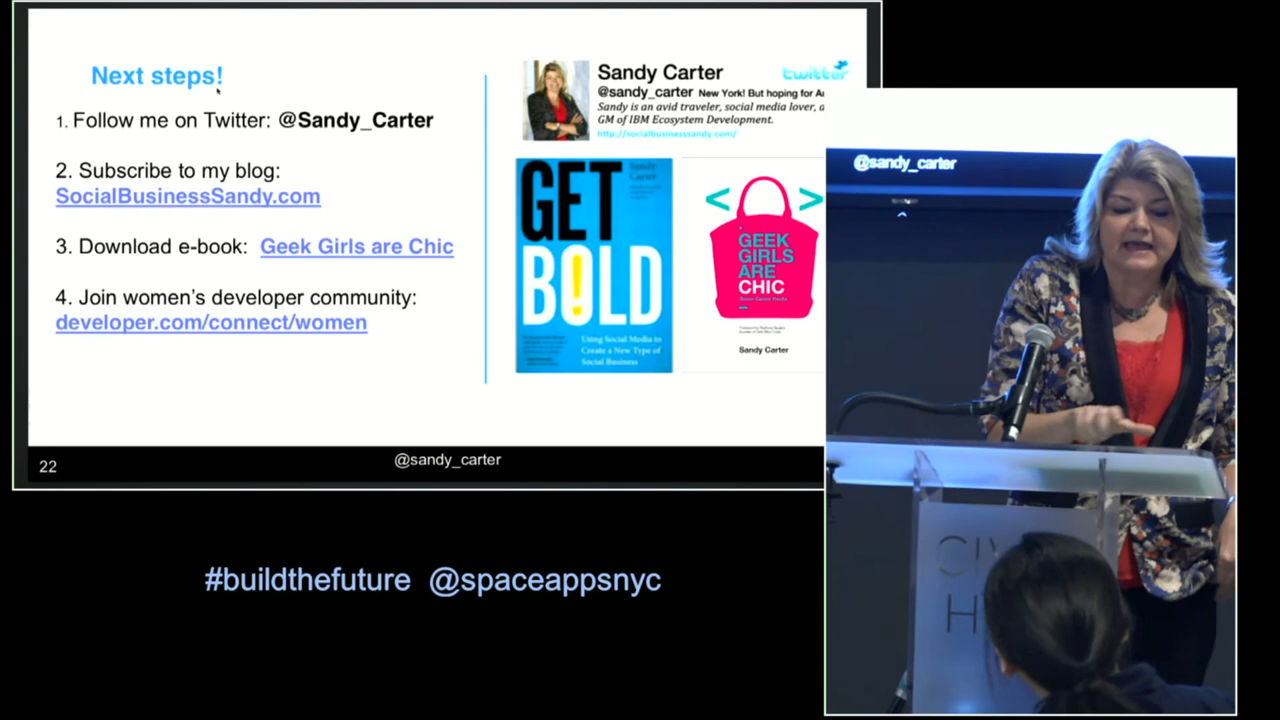 Next steps!
1. Follow me on Twitter: @Sandy_Carter
2. Subscribe to my blog:
SocialBusinessSandy.com
3. Download e-book: Geek Girls are Chic
4. Join women's developer community:
developer.com/connect/women
Sandy Carter
twitter
@sandy_carter New York! But hoping for
Sandy is an avid traveler, social media lover,
GM of IBM Ecosystem Development.
http://socialbusinesssandy.com/
GET
BOLD
Sandy
Carter
Using Social Media to
Create a New Type of
Social Business
< >
GEEK
GIRLS
ARE
CHIC
Sandy Carter
22
@sandy_carter
@sandy_carter
#buildthefuture @spaceappsnyc